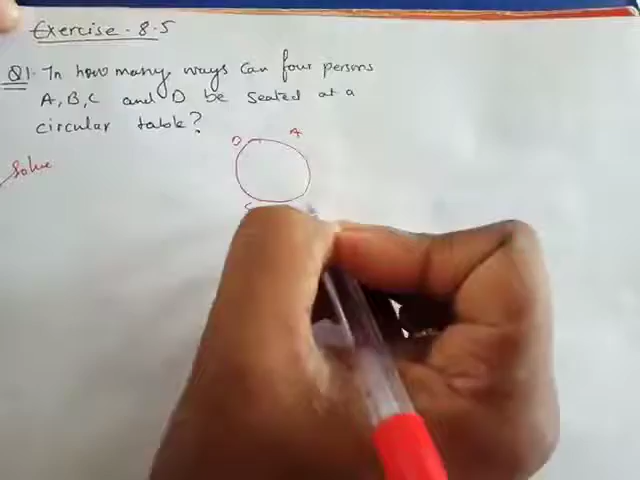 Exercise - 8.5
Q1. In how many ways can four persons
A, B, C and D be seated at a
circular table?
D A
Solve